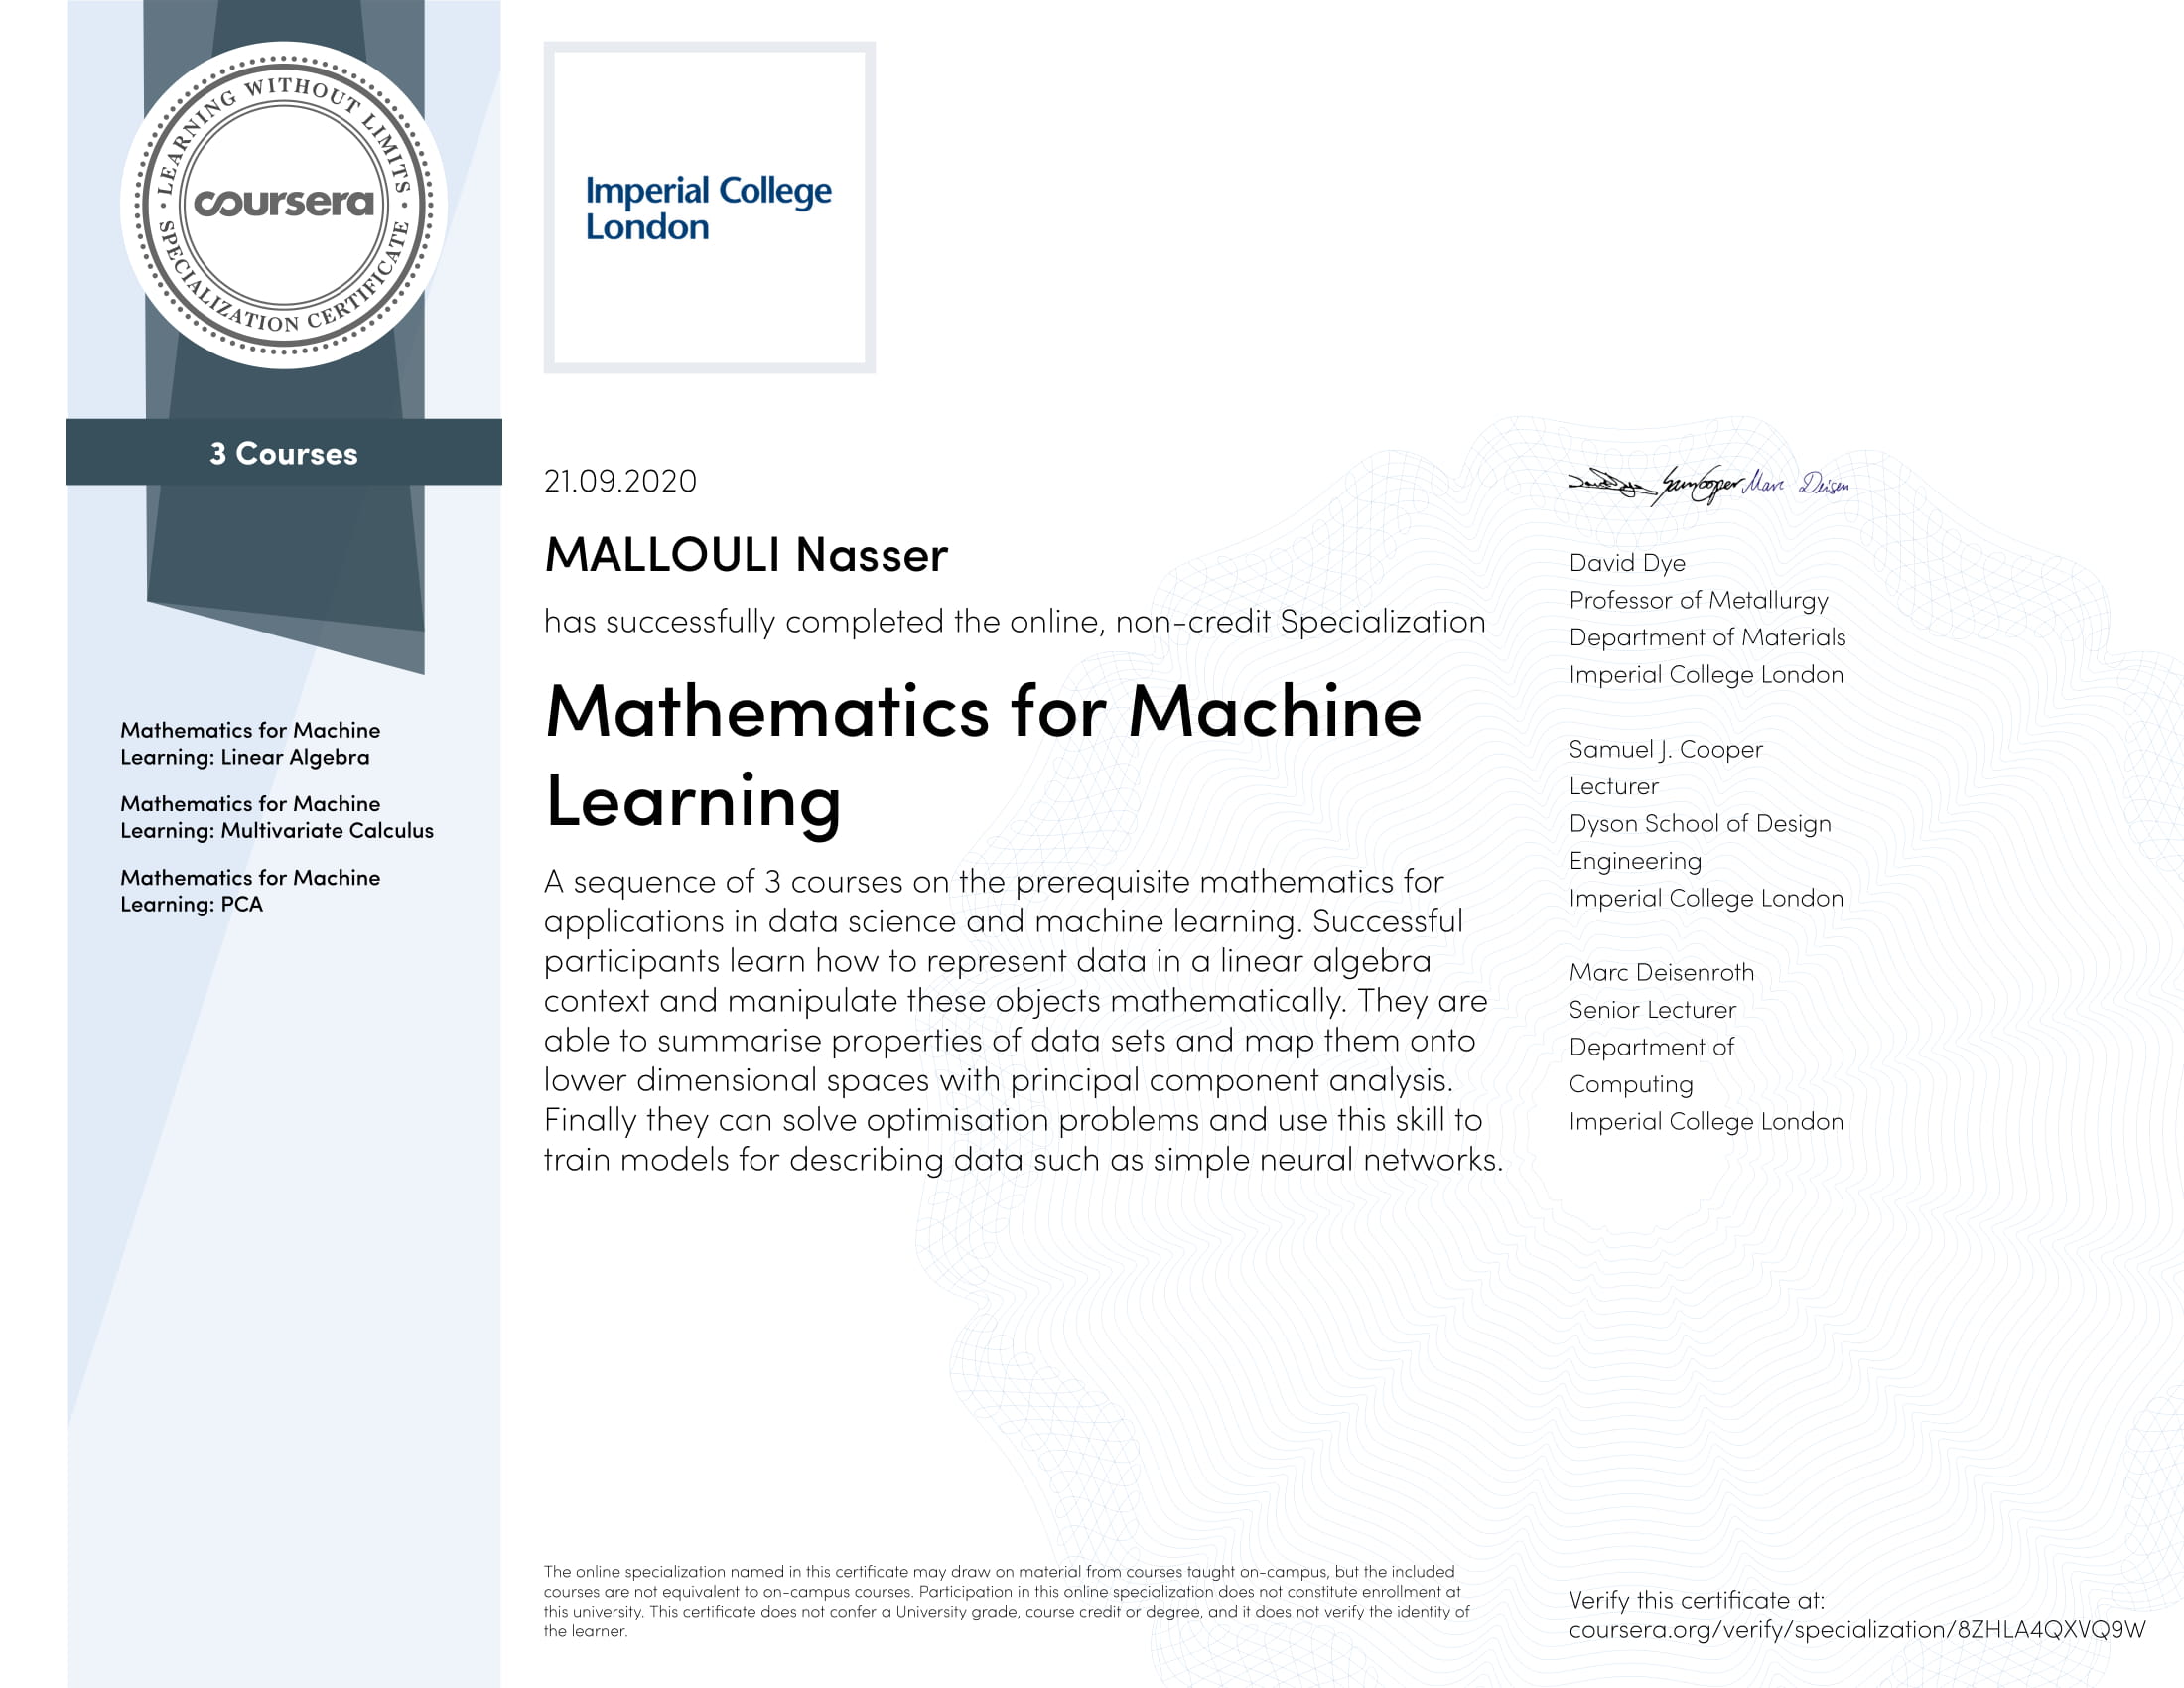 · LEARNING WITHOUT LIMITS ·
coursera
SPECIALIZATION CERTIFICATE
3 Courses
Mathematics for Machine
Learning: Linear Algebra
Mathematics for Machine
Learning: Multivariate Calculus
Mathematics for Machine
Learning: PCA
Imperial College
London
21.09.2020
MALLOULI Nasser
has successfully completed the online, non-credit Specialization
Mathematics for Machine
Learning
A sequence of 3 courses on the prerequisite mathematics for
applications in data science and machine learning. Successful
participants learn how to represent data in a linear algebra
context and manipulate these objects mathematically. They are
able to summarise properties of data sets and map them onto
lower dimensional spaces with principal component analysis.
Finally they can solve optimisation problems and use this skill to
train models for describing data such as simple neural networks.
The online specialization named in this certificate may draw on material from courses taught on-campus, but the included
courses are not equivalent to on-campus courses. Participation in this online specialization does not constitute enrollment at
this university. This certificate does not confer a University grade, course credit or degree, and it does not verify the identity of
the learner.
Sam Cooper Marc Deisen
David Dye
Professor of Metallurgy
Department of Materials
Imperial College London
Samuel J. Cooper
Lecturer
Dyson School of Design
Engineering
Imperial College London
Marc Deisenroth
Senior Lecturer
Department of
Computing
Imperial College London
Verify this certificate at:
coursera.org/verify/specialization/8ZHLA4QXVQ9W